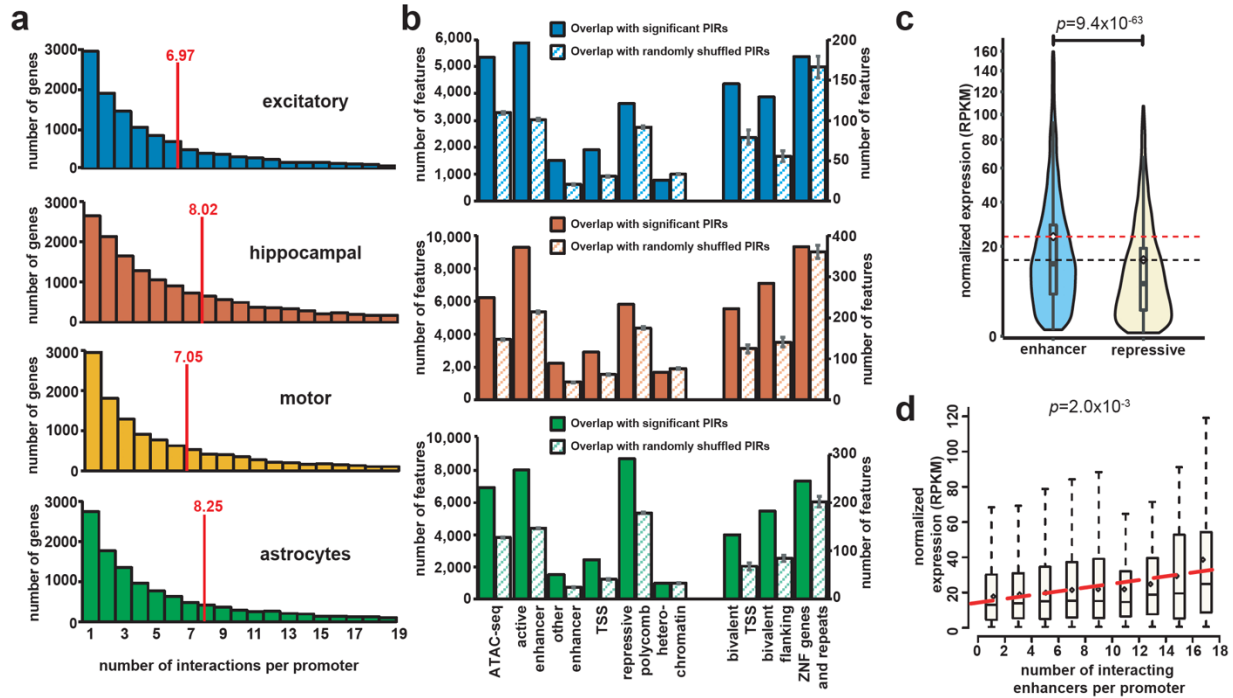 a
number of genes
3000
2000
1000
0
6.97
excitatory
number of genes
3000
2000
1000
0
8.02
hippocampal
number of genes
3000
2000
1000
0
7.05
motor
number of genes
3000
2000
1000
0
8.25
astrocytes
1 3 5 7 9 11 13 15 17 19
number of interactions per promoter
b
Overlap with significant PIRs
Overlap with randomly shuffled PIRs
number of features
6,000
5,000
4,000
3,000
2,000
1,000
0
200
150
100
50
0
number of features
Overlap with significant PIRs
Overlap with randomly shuffled PIRs
number of features
10,000
8,000
6,000
4,000
2,000
0
400
300
200
100
0
number of features
Overlap with significant PIRs
Overlap with randomly shuffled PIRs
number of features
10,000
8,000
6,000
4,000
2,000
0
300
200
100
0
number of features
ATAC-seq
active
enhancer
other
enhancer
TSS
repressive
polycomb
hetero-
chromatin
bivalent
TSS
bivalent
flanking
ZNF genes
and repeats
c
p=9.4x10-63
normalized expression (RPKM)
160
140
120
100
80
60
40
20
0
enhancer repressive
d
p=2.0x10-3
normalized
expression (RPKM)
120
100
80
60
40
20
0
0 2 4 6 8 10 12 14 16 18
number of interacting
enhancers per promoter